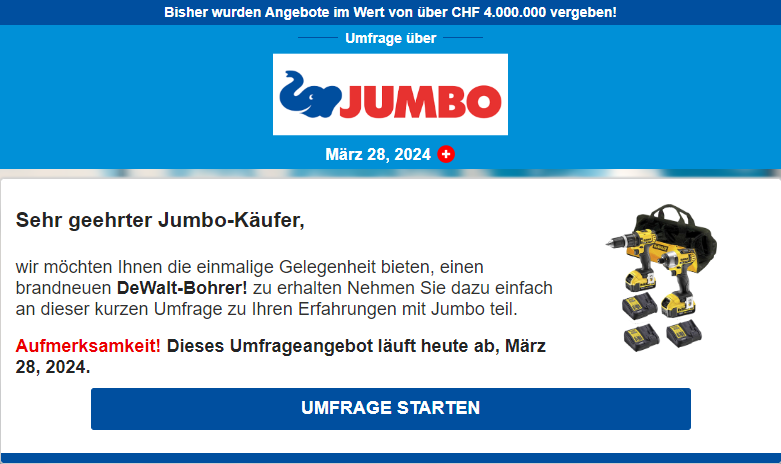 Bisher wurden Angebote im Wert von über CHF 4.000.000 vergeben!
Umfrage über
JUMBO
März 28, 2024
Sehr geehrter Jumbo-Käufer,
wir möchten Ihnen die einmalige Gelegenheit bieten, einen
brandneuen DeWalt-Bohrer! zu erhalten Nehmen Sie dazu einfach
an dieser kurzen Umfrage zu Ihren Erfahrungen mit Jumbo teil.
Aufmerksamkeit! Dieses Umfrageangebot läuft heute ab, März
28, 2024.
UMFRAGE STARTEN